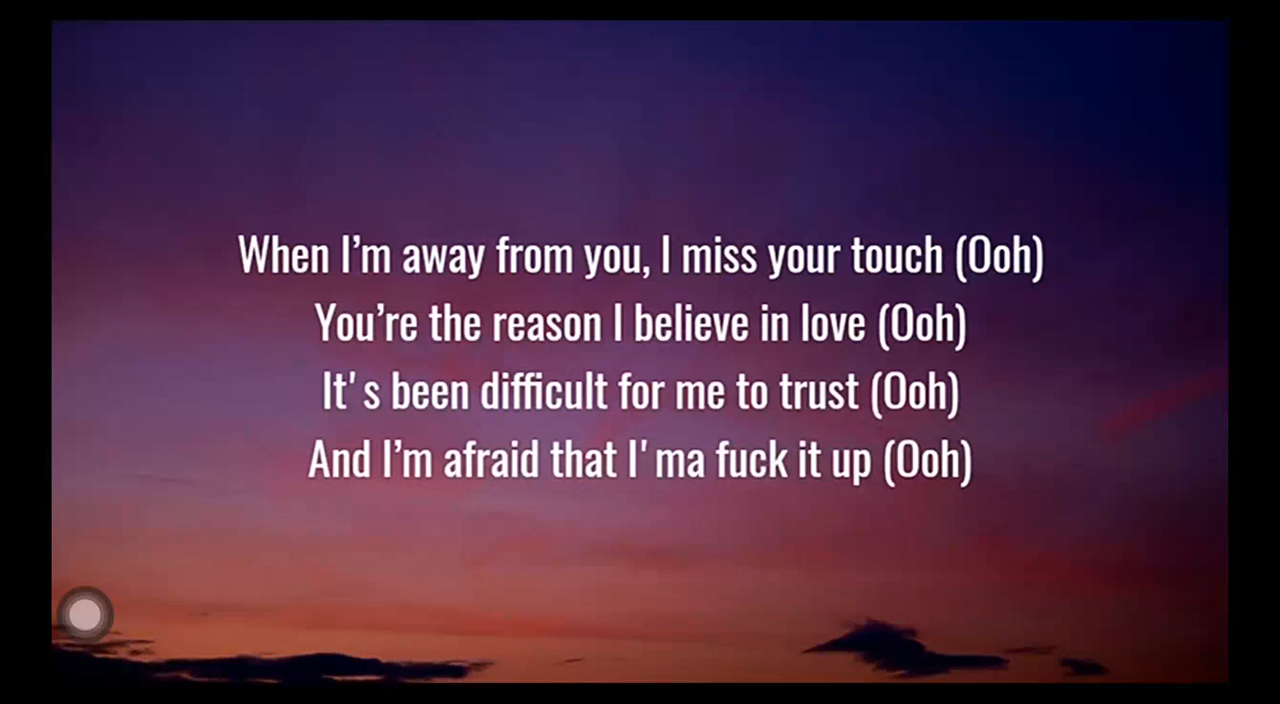 When I’m away from you, I miss your touch (Ooh)
You’re the reason I believe in love (Ooh)
It's been difficult for me to trust (Ooh)
And I’m afraid that I'ma fuck it up (Ooh)